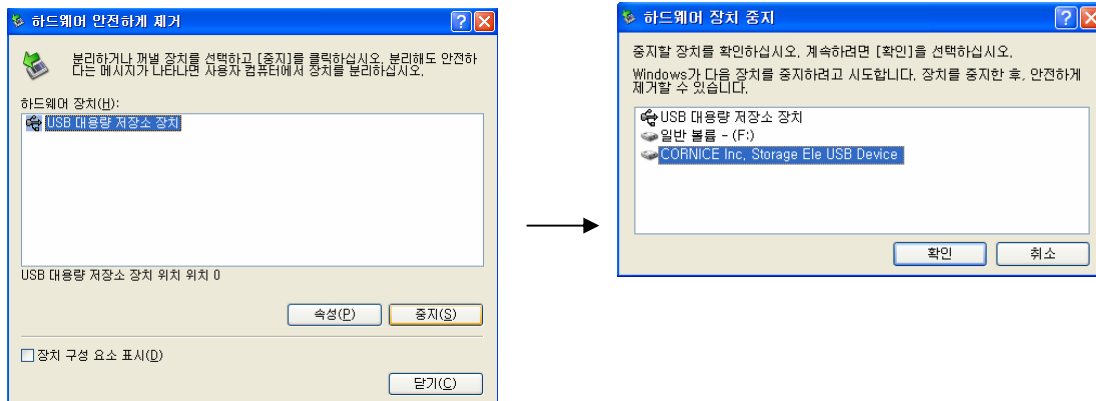 하드웨어 안전하게 제거
분리하거나 꺼낼 장치를 선택하고 [중지]를 클릭하십시오. 분리해도 안전하
다는 메시지가 나타나면 사용자 컴퓨터에서 장치를 분리하십시오.
하드웨어 장치(H):
USB 대용량 저장소 장치
USB 대용량 저장소 장치 위치 위치 0
속성(P)
중지(S)
장치 구성 요소 표시(D)
닫기(C)
하드웨어 장치 중지
중지할 장치를 확인하십시오. 계속하려면 [확인]을 선택하십시오.
Windows가 다음 장치를 중지하려고 시도합니다. 장치를 중지한 후, 안전하게
제거할 수 있습니다.
USB 대용량 저장소 장치
일반 볼륨 - (F:)
CORNICE Inc. Storage Ele USB Device
확인
취소